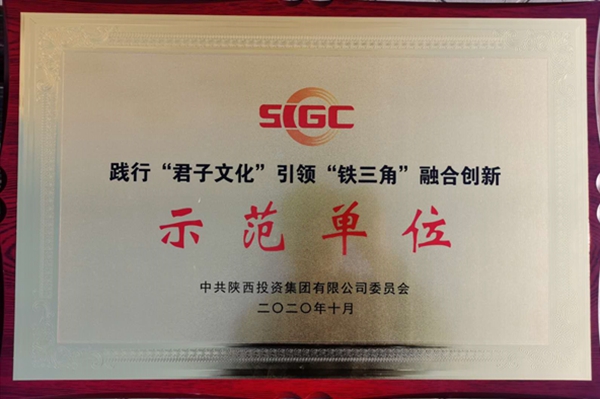 SIGC
践行“君子文化”引领“铁三角”融合创新
示范单位
中共陕西投资集团有限公司委员会
二〇二〇年十月